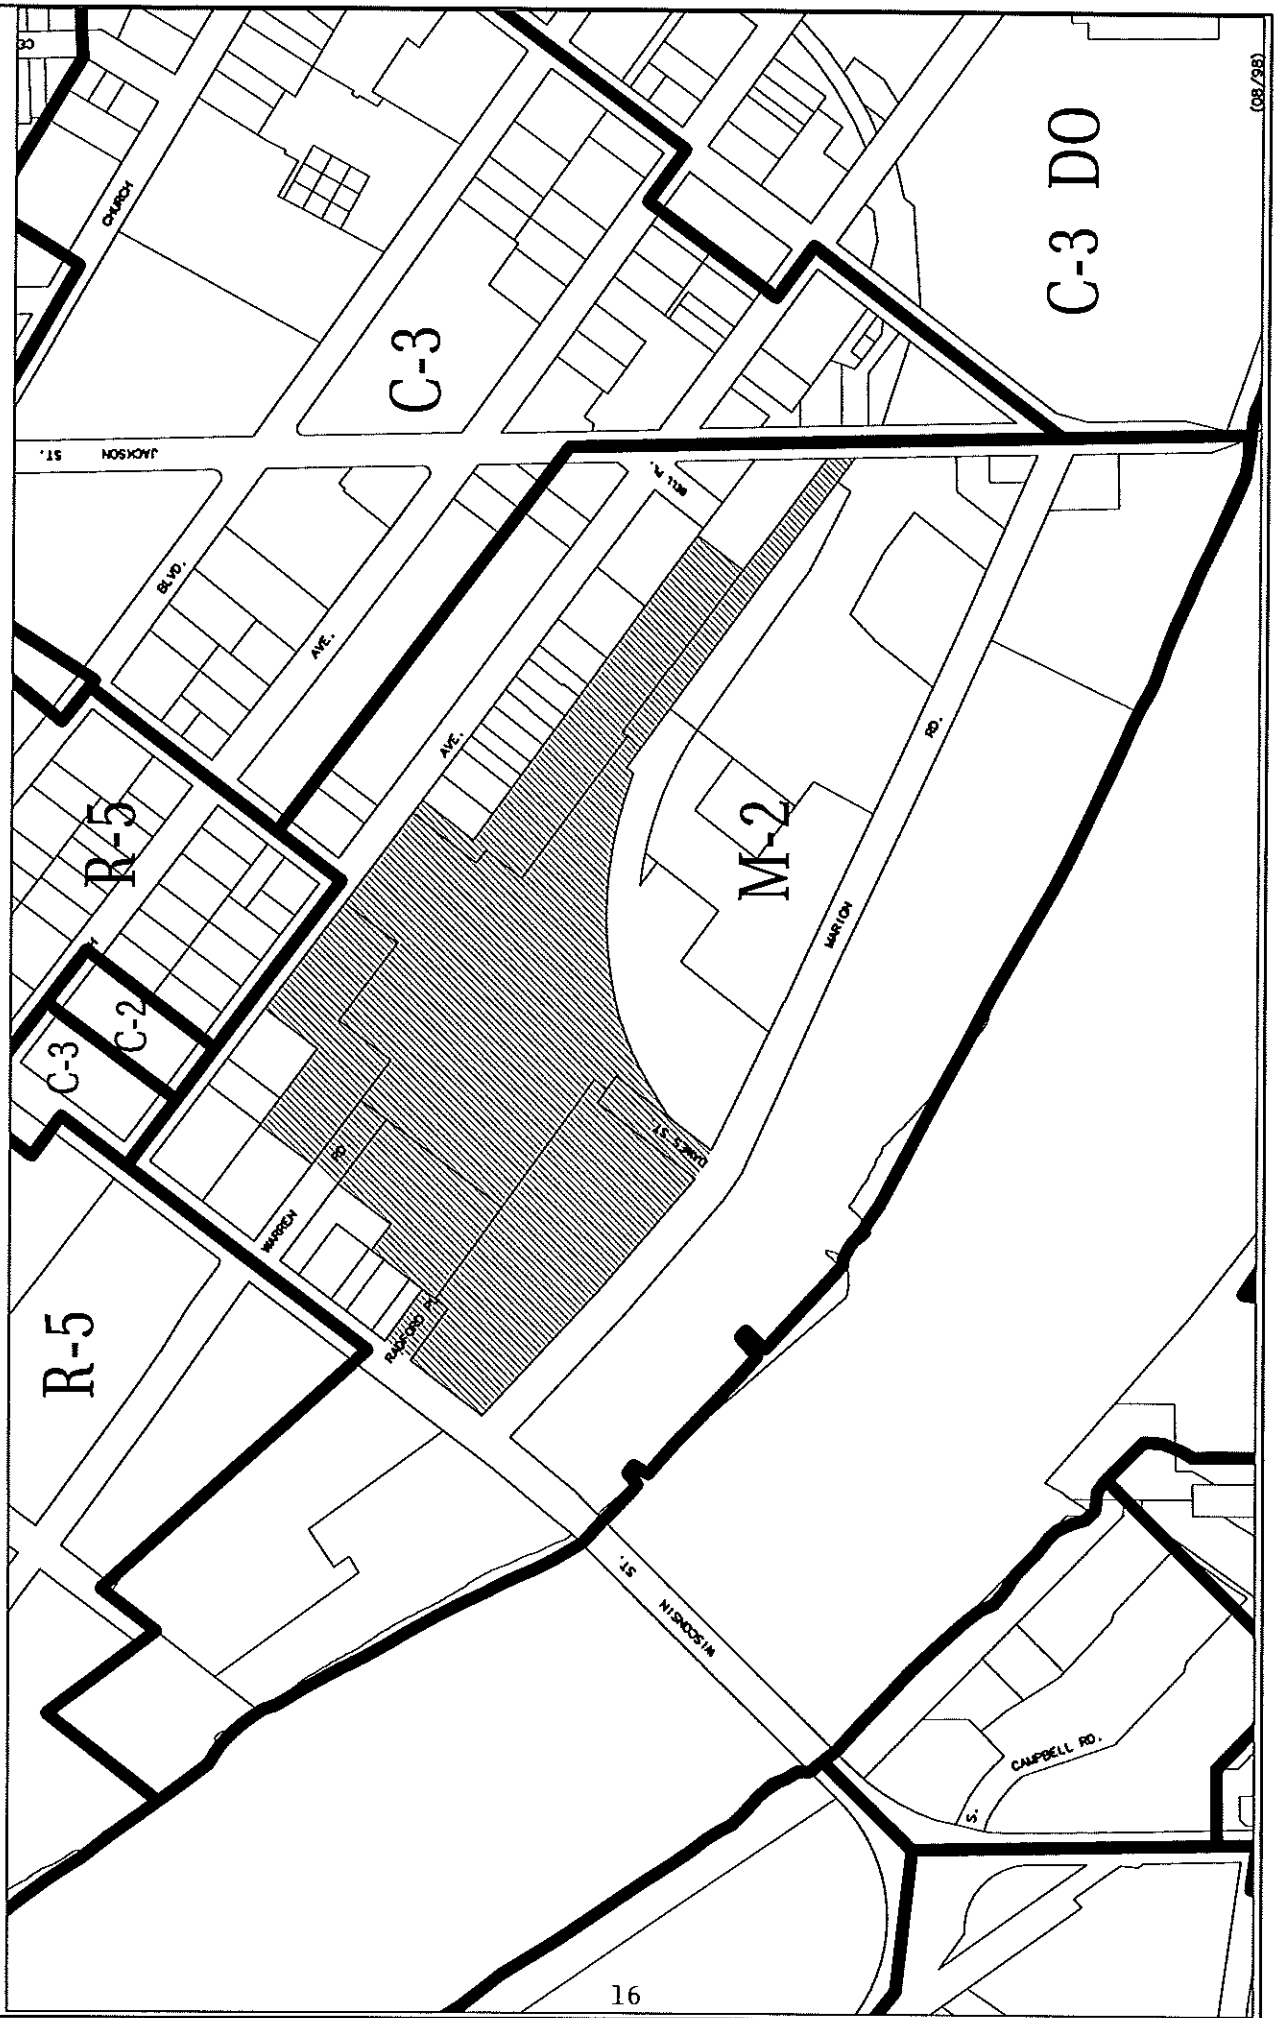 (08/98)
C-3 DO
CHURCH
C-3
JACKSON ST.
BELL PL.
BLVD.
AVE.
AVE.
RD.
R-5
M-2
MARION
C-2
C-3
DAWES ST.
RD
WARREN
RADFORD PL
R-5
WISCONSIN ST.
CAMPBELL RD.
S.
16